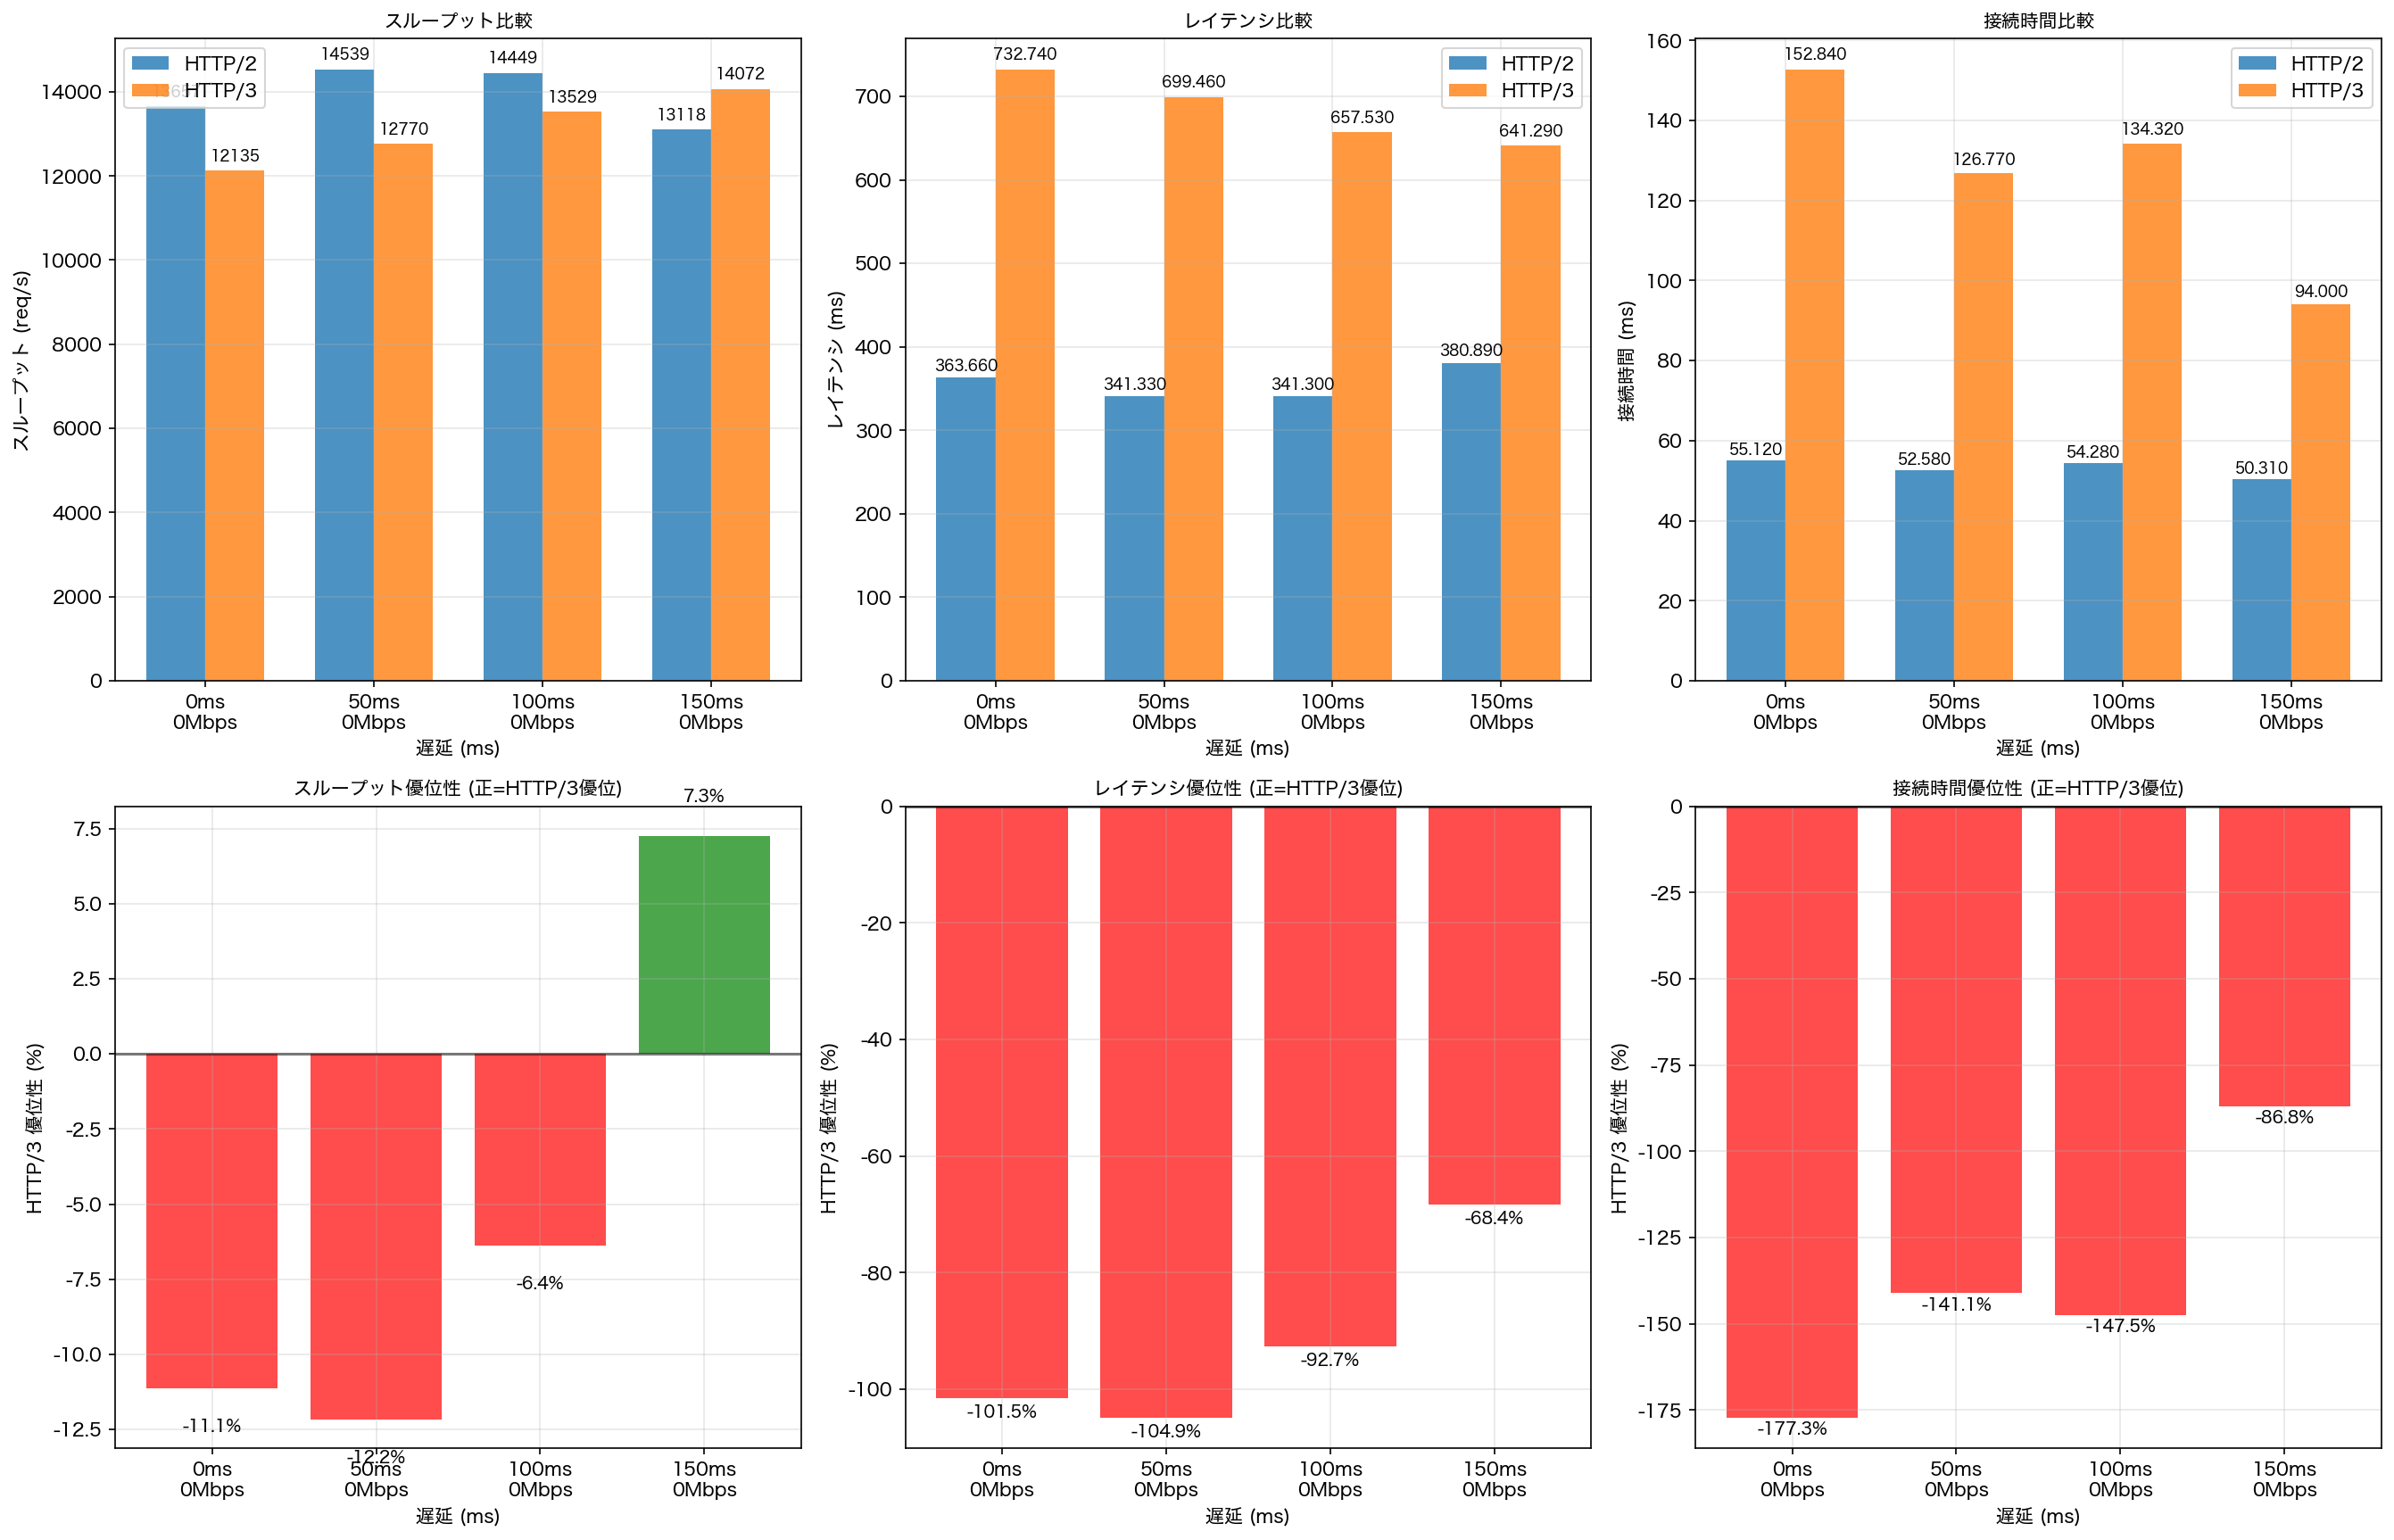 スループット比較
HTTP/2
HTTP/3
14539
14449
14072
13529
13118
12770
12135
14000
12000
10000
8000
6000
4000
2000
0
スループット (req/s)
0ms
0Mbps
50ms
0Mbps
100ms
0Mbps
150ms
0Mbps
遅延 (ms)
レイテンシ比較
HTTP/2
HTTP/3
732.740
699.460
657.530
641.290
363.660
341.330
341.300
380.890
700
600
500
400
300
200
100
0
レイテンシ (ms)
0ms
0Mbps
50ms
0Mbps
100ms
0Mbps
150ms
0Mbps
遅延 (ms)
接続時間比較
HTTP/2
HTTP/3
152.840
126.770
134.320
94.000
55.120
52.580
54.280
50.310
160
140
120
100
80
60
40
20
0
接続時間 (ms)
0ms
0Mbps
50ms
0Mbps
100ms
0Mbps
150ms
0Mbps
遅延 (ms)
スループット優位性 (正=HTTP/3優位)
7.3%
-6.4%
-11.1%
-12.2%
7.5
5.0
2.5
0.0
-2.5
-5.0
-7.5
-10.0
-12.5
HTTP/3 優位性 (%)
0ms
0Mbps
50ms
0Mbps
100ms
0Mbps
150ms
0Mbps
遅延 (ms)
レイテンシ優位性 (正=HTTP/3優位)
-101.5%
-104.9%
-92.7%
-68.4%
0
-20
-40
-60
-80
-100
HTTP/3 優位性 (%)
0ms
0Mbps
50ms
0Mbps
100ms
0Mbps
150ms
0Mbps
遅延 (ms)
接続時間優位性 (正=HTTP/3優位)
-177.3%
-141.1%
-147.5%
-86.8%
0
-25
-50
-75
-100
-125
-150
-175
HTTP/3 優位性 (%)
0ms
0Mbps
50ms
0Mbps
100ms
0Mbps
150ms
0Mbps
遅延 (ms)